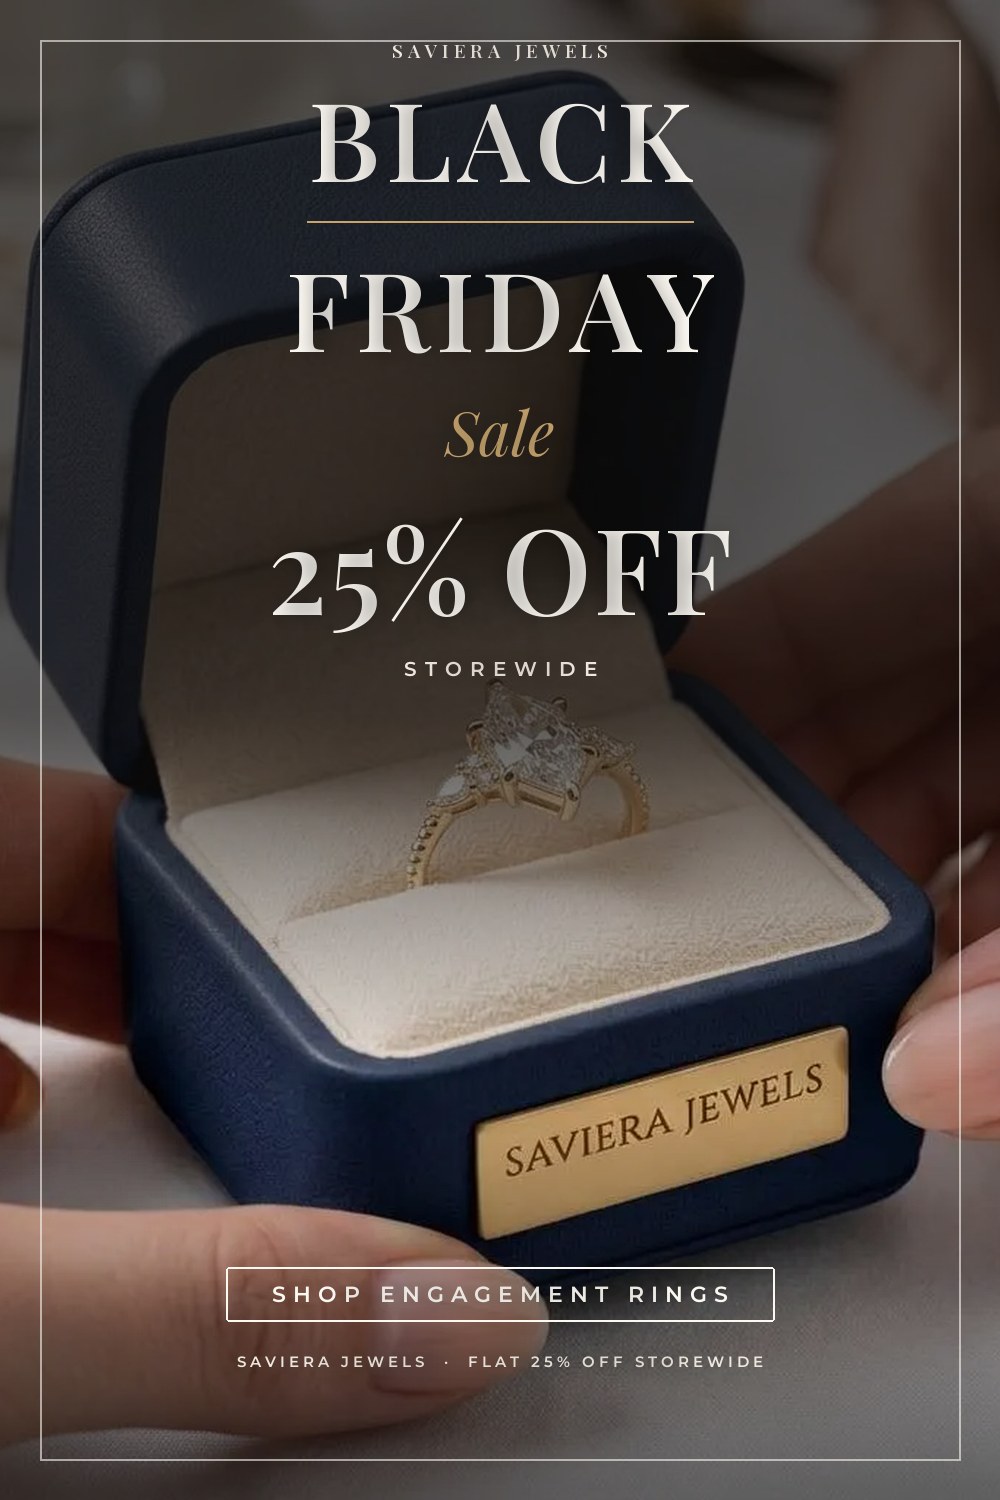 SAVIERA JEWELS
BLACK
FRIDAY
Sale
25% OFF
STOREWIDE
SAVIERA JEWELS
SHOP ENGAGEMENT RINGS
SAVIERA JEWELS · FLAT 25% OFF STOREWIDE